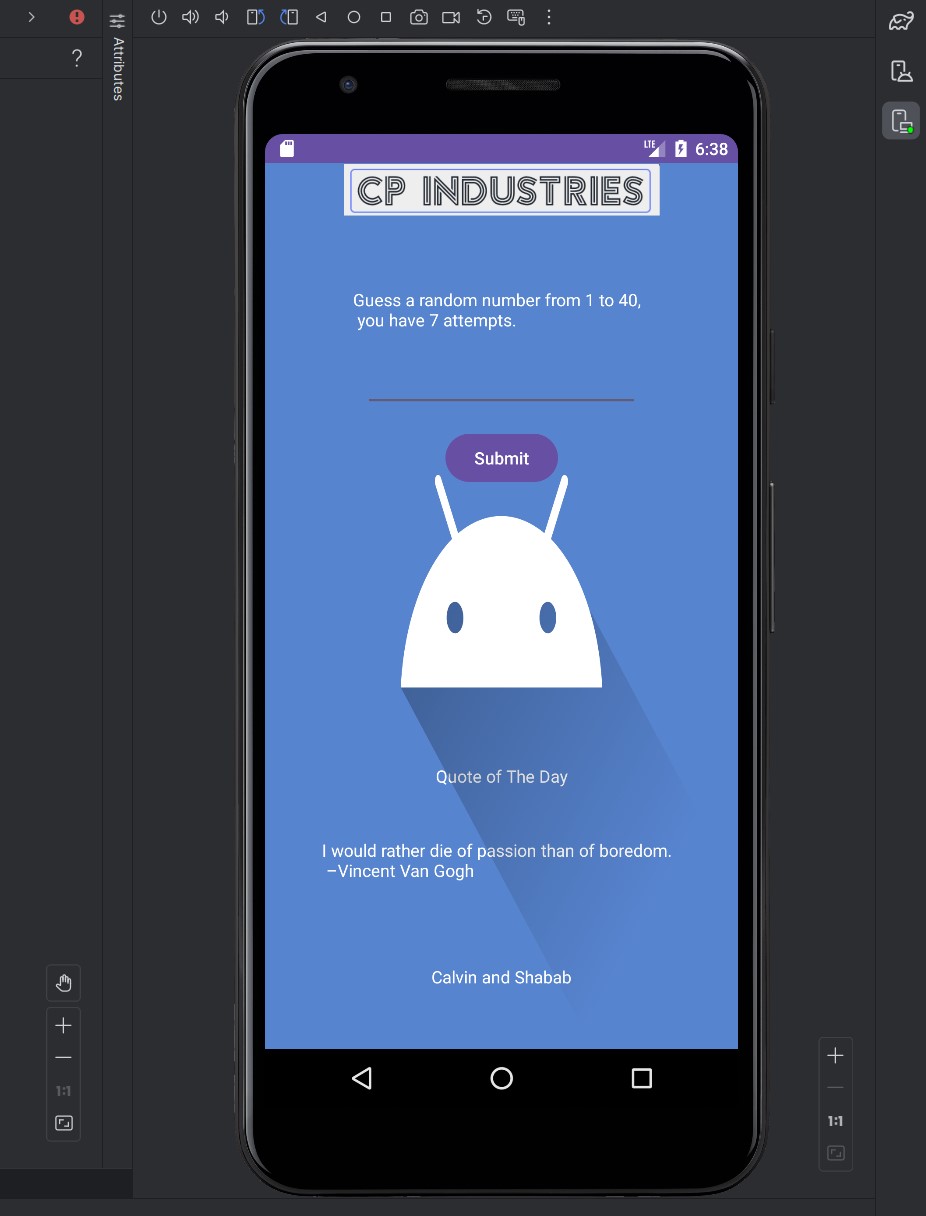 ?
Attributes
LTE 6:38
CP INDUSTRIES
Guess a random number from 1 to 40,
you have 7 attempts.
Submit
Quote of The Day
I would rather die of passion than of boredom.
–Vincent Van Gogh
Calvin and Shabab
1:1
1:1